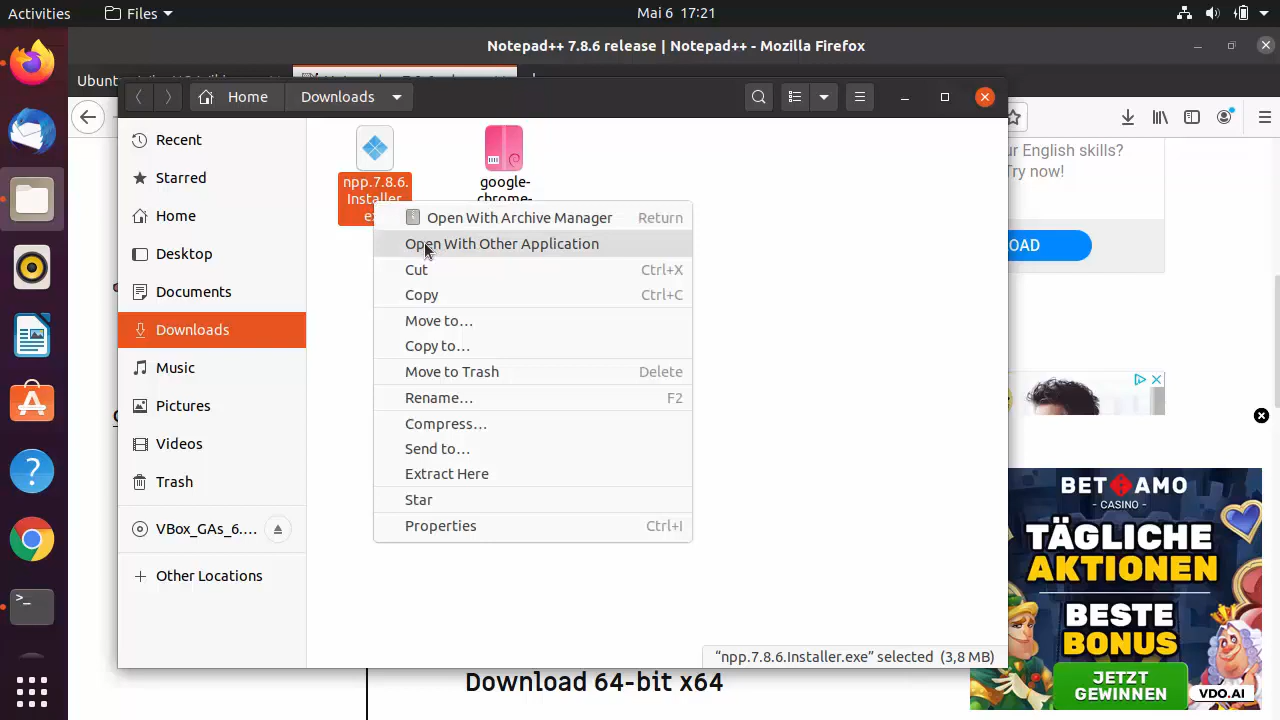 Activities
Files
Mai 6 17:21
Notepad++ 7.8.6 release | Notepad++ - Mozilla Firefox
Ubunt
Home
Downloads
Recent
Starred
Home
Desktop
Documents
Downloads
Music
Pictures
Videos
Trash
VBox_GAs_6....
Other Locations
npp.7.8.6.
Installer.
google-
chrome-
Open With Archive Manager Return
Open With Other Application
Cut Ctrl+X
Copy Ctrl+C
Move to…
Copy to…
Move to Trash Delete
Rename… F2
Compress…
Send to…
Extract Here
Star
Properties Ctrl+I
“npp.7.8.6.Installer.exe” selected (3,8 MB)
Download 64-bit x64
ur English skills?
Try now!
OAD
BETAMO
- CASINO -
TÄGLICHE
AKTIONEN
BESTE
BONUS
JETZT
GEWINNEN
VDO.AI